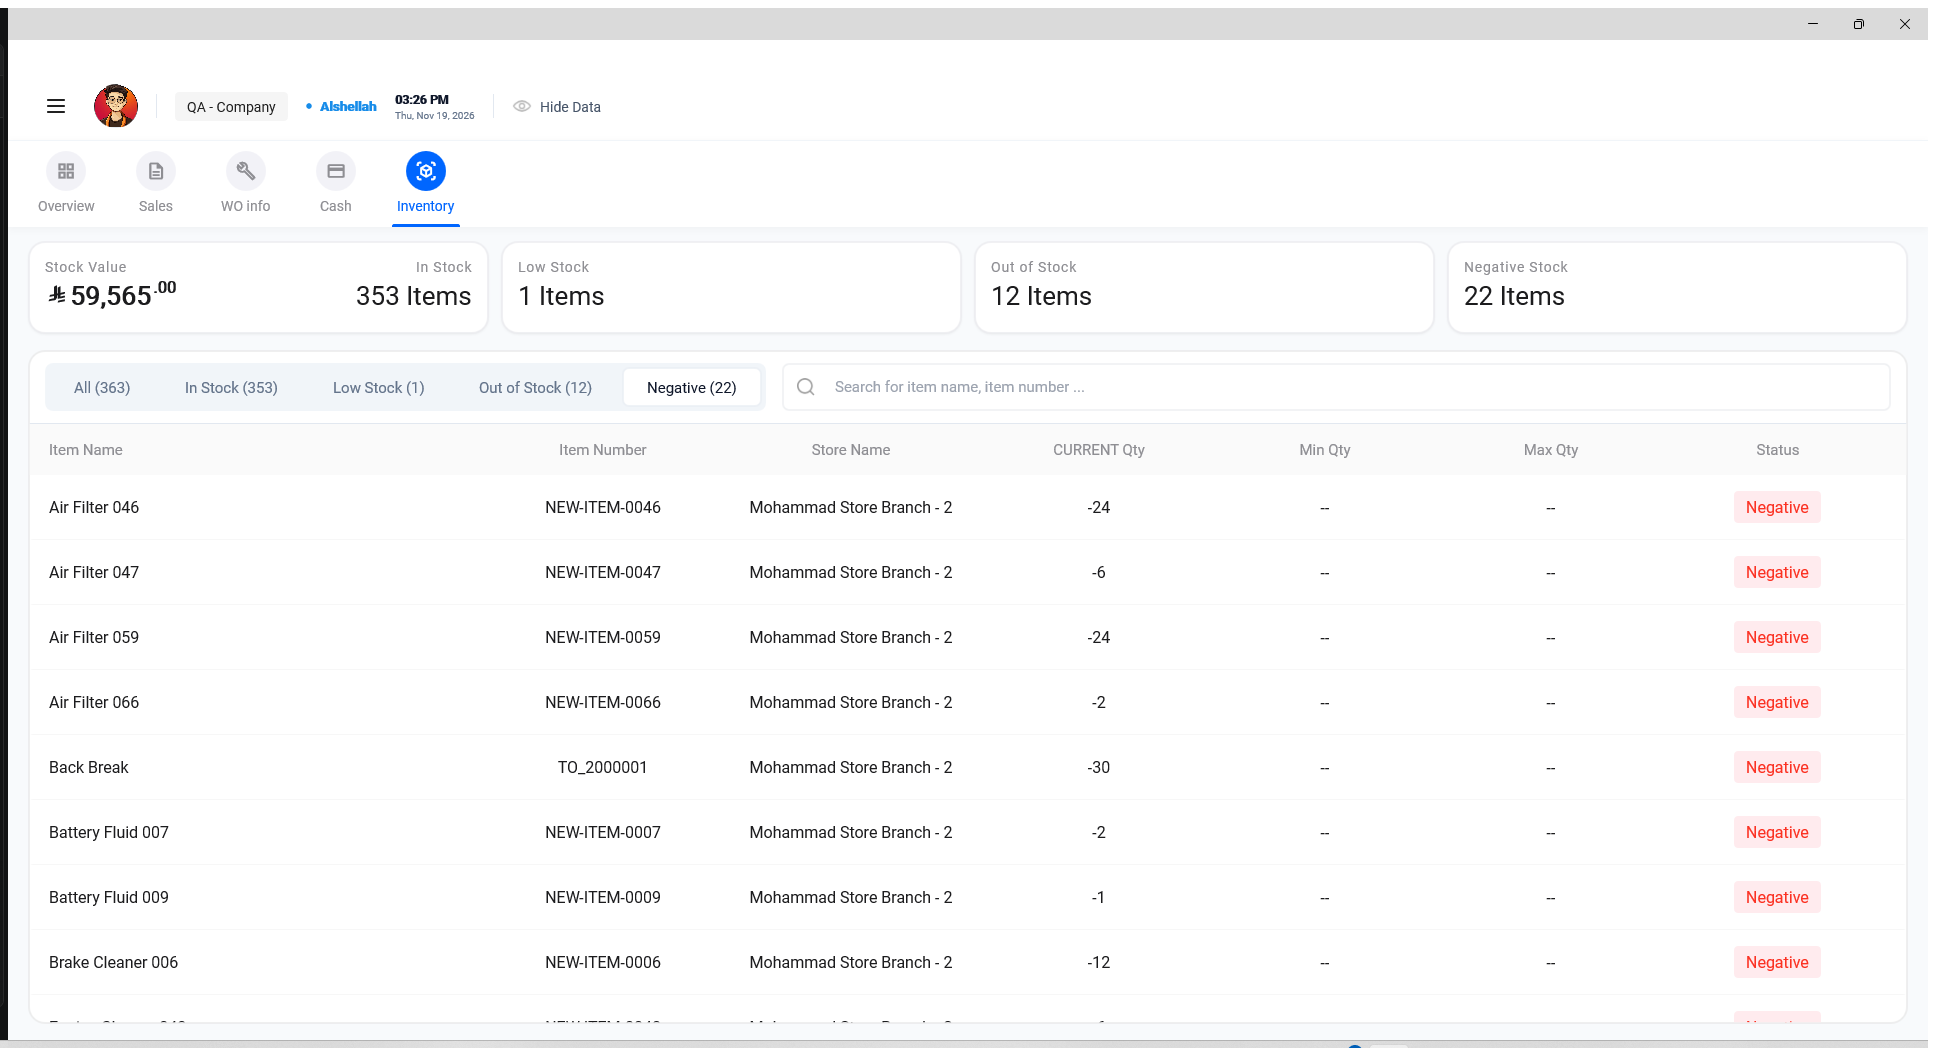 QA - Company
Alshellah
03:26 PM
Thu, Nov 19, 2026
Hide Data
Overview
Sales
WO info
Cash
Inventory
Stock Value
59,565.00
In Stock
353 Items
Low Stock
1 Items
Out of Stock
12 Items
Negative Stock
22 Items
All (363)
In Stock (353)
Low Stock (1)
Out of Stock (12)
Negative (22)
Search for item name, item number ...
Item Name Item Number Store Name CURRENT Qty Min Qty Max Qty Status
Air Filter 046 NEW-ITEM-0046 Mohammad Store Branch - 2 -24 -- -- Negative
Air Filter 047 NEW-ITEM-0047 Mohammad Store Branch - 2 -6 -- -- Negative
Air Filter 059 NEW-ITEM-0059 Mohammad Store Branch - 2 -24 -- -- Negative
Air Filter 066 NEW-ITEM-0066 Mohammad Store Branch - 2 -2 -- -- Negative
Back Break TO_2000001 Mohammad Store Branch - 2 -30 -- -- Negative
Battery Fluid 007 NEW-ITEM-0007 Mohammad Store Branch - 2 -2 -- -- Negative
Battery Fluid 009 NEW-ITEM-0009 Mohammad Store Branch - 2 -1 -- -- Negative
Brake Cleaner 006 NEW-ITEM-0006 Mohammad Store Branch - 2 -12 -- -- Negative